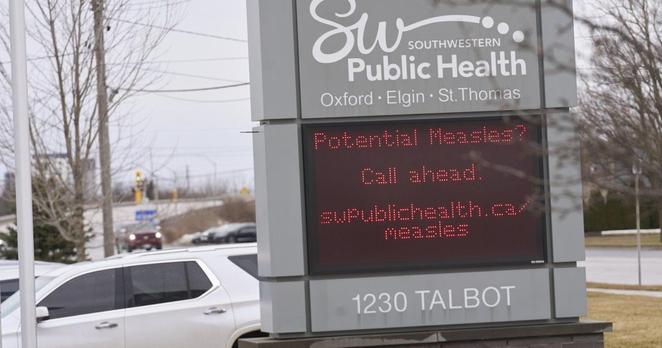 SW
SOUTHWESTERN
Public Health
Oxford • Elgin • St.Thomas
Potential Measles?
Call ahead.
swpublichealth.ca/
measles
1230 TALBOT